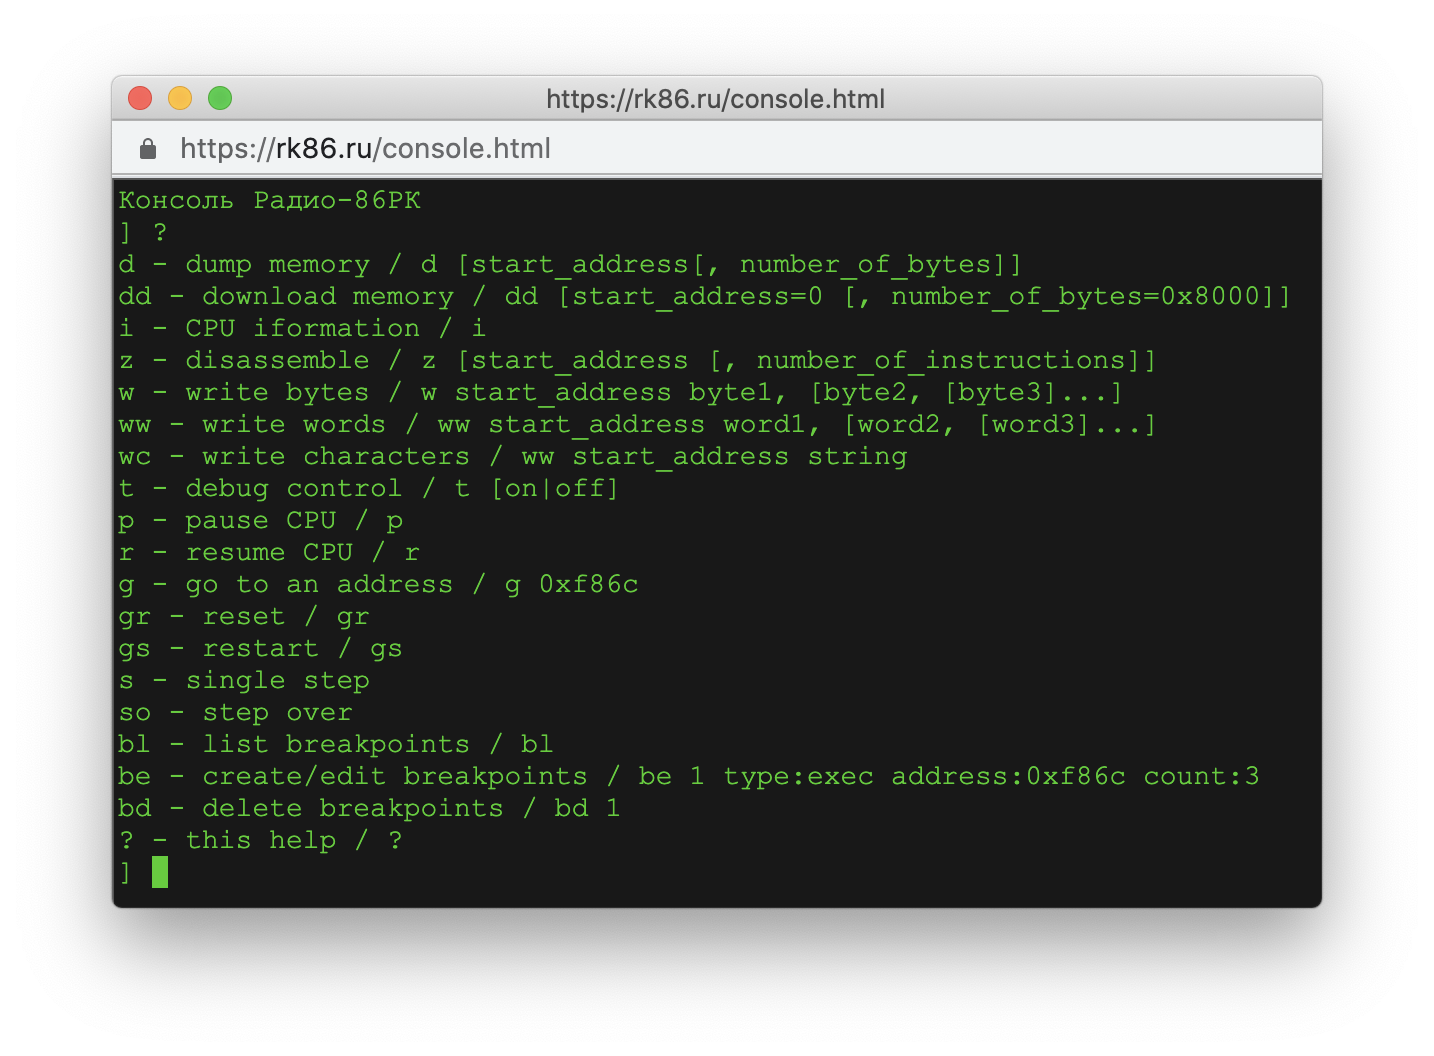 https://rk86.ru/console.html
https://rk86.ru/console.html
Консоль Радио-86РК
] ?
d - dump memory / d [start_address[, number_of_bytes]]
dd - download memory / dd [start_address=0 [, number_of_bytes=0x8000]]
i - CPU iformation / i
z - disassemble / z [start_address [, number_of_instructions]]
w - write bytes / w start_address byte1, [byte2, [byte3]...]
ww - write words / ww start_address word1, [word2, [word3]...]
wc - write characters / ww start_address string
t - debug control / t [on|off]
p - pause CPU / p
r - resume CPU / r
g - go to an address / g 0xf86c
gr - reset / gr
gs - restart / gs
s - single step
so - step over
bl - list breakpoints / bl
be - create/edit breakpoints / be 1 type:exec address:0xf86c count:3
bd - delete breakpoints / bd 1
? - this help / ?
]